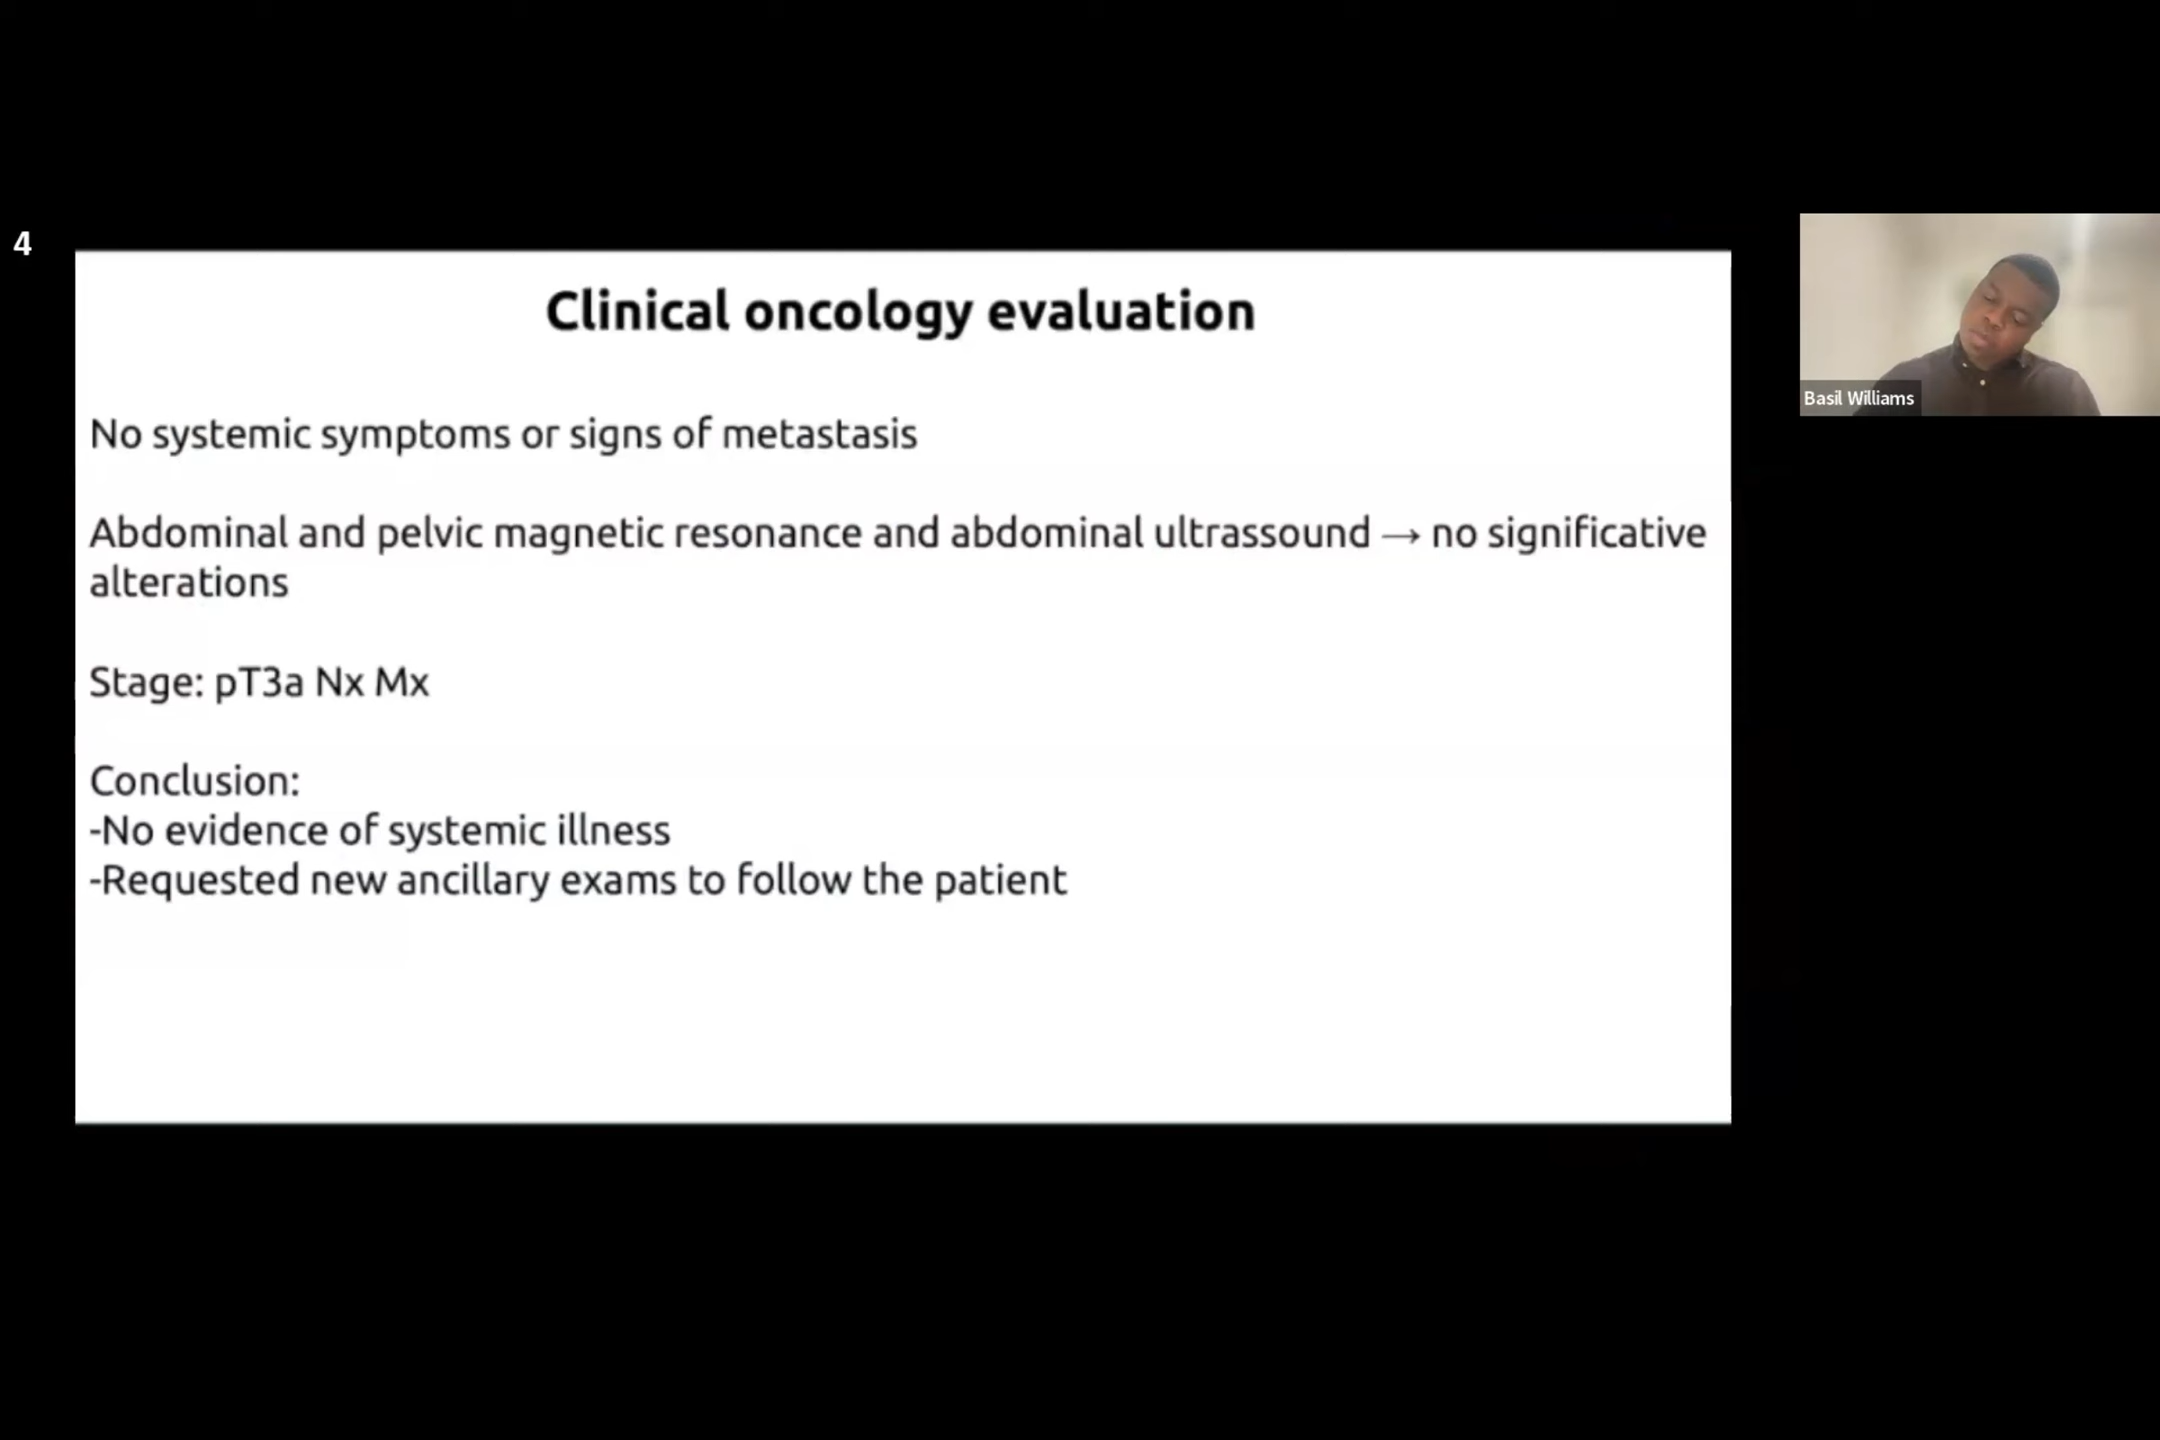 4
Clinical oncology evaluation
No systemic symptoms or signs of metastasis
Abdominal and pelvic magnetic resonance and abdominal ultrassound → no significative
alterations
Stage: pT3a Nx Mx
Conclusion:
-No evidence of systemic illness
-Requested new ancillary exams to follow the patient
Basil Williams